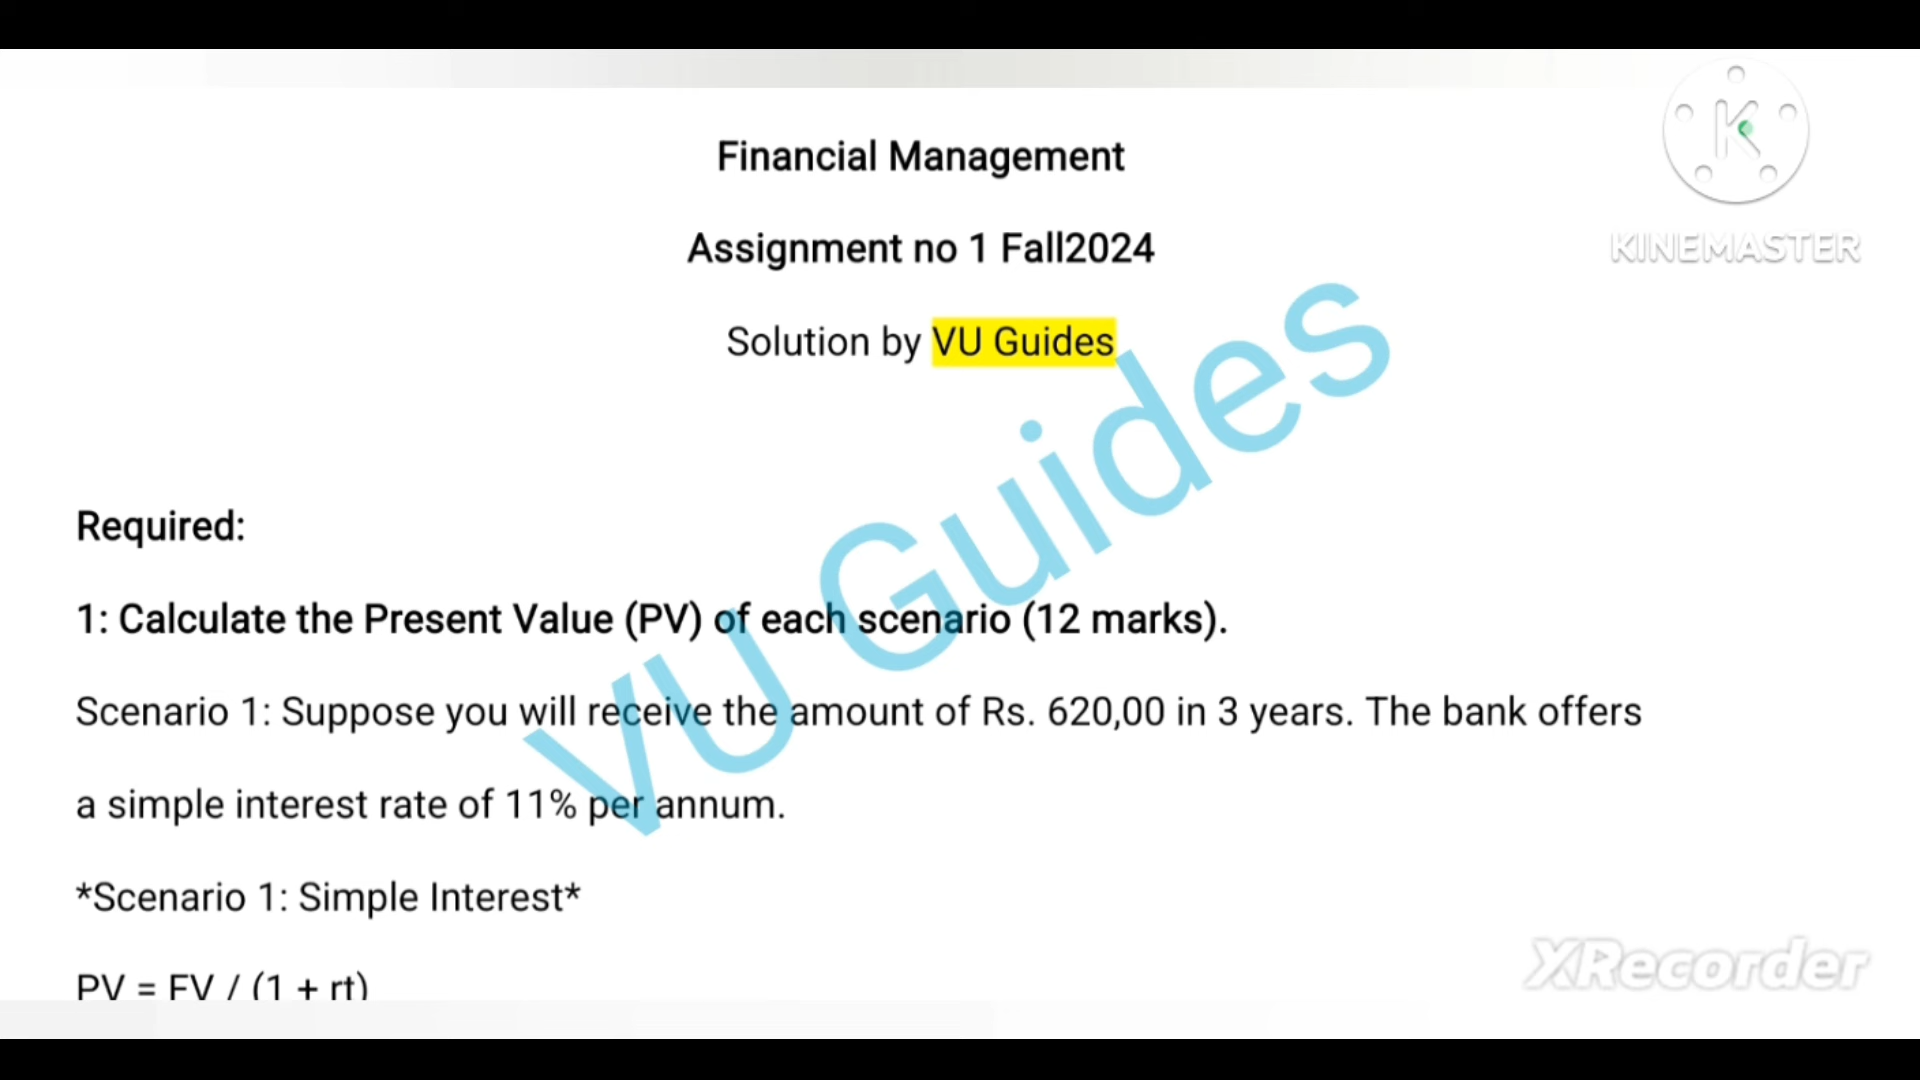 Financial Management
Assignment no 1 Fall2024
Solution by VU Guides
Required:
1: Calculate the Present Value (PV) of each scenario (12 marks).
Scenario 1: Suppose you will receive the amount of Rs. 620,00 in 3 years. The bank offers
a simple interest rate of 11% per annum.
*Scenario 1: Simple Interest*
PV = FV / (1 + rt)
VU Guides
K
KINEMASTER
XRecorder